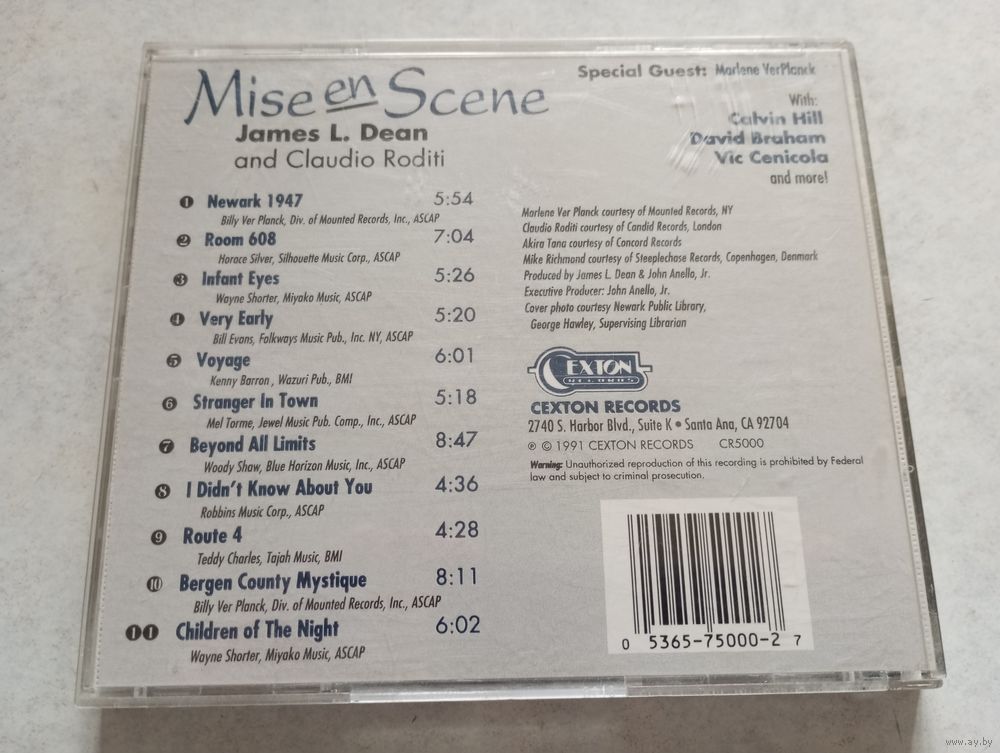 Mise en Scene
James L. Dean
and Claudio Roditi
Special Guest: Marlene VerPlanck
With:
Calvin Hill
David Braham
Vic Cenicola
and more!
1 Newark 1947 5:54
Billy Ver Planck, Div. of Mounted Records, Inc., ASCAP
2 Room 608 7:04
Horace Silver, Silhouette Music Corp., ASCAP
3 Infant Eyes 5:26
Wayne Shorter, Miyako Music, ASCAP
4 Very Early 5:20
Bill Evans, Folkways Music Pub., Inc. NY, ASCAP
5 Voyage 6:01
Kenny Barron , Wazuri Pub., BMI
6 Stranger In Town 5:18
Mel Torme, Jewel Music Pub. Comp., Inc., ASCAP
7 Beyond All Limits 8:47
Woody Shaw, Blue Horizon Music, Inc., ASCAP
8 I Didn't Know About You 4:36
Robbins Music Corp., ASCAP
9 Route 4 4:28
Teddy Charles, Tajah Music, BMI
10 Bergen County Mystique 8:11
Billy Ver Planck, Div. of Mounted Records, Inc., ASCAP
11 Children of The Night 6:02
Wayne Shorter, Miyako Music, ASCAP
Marlene Ver Planck courtesy of Mounted Records, NY
Claudio Roditi courtesy of Candid Records, London
Akira Tana courtesy of Concord Records
Mike Richmond courtesy of Steeplechase Records, Copenhagen, Denmark
Produced by James L. Dean & John Anello, Jr.
Executive Producer: John Anello, Jr.
Cover photo courtesy Newark Public Library,
George Hawley, Supervising Librarian
CEXTON
RECORDS
CEXTON RECORDS
2740 S. Harbor Blvd., Suite K • Santa Ana, CA 92704
℗ © 1991 CEXTON RECORDS CR5000
Warning: Unauthorized reproduction of this recording is prohibited by Federal
law and subject to criminal prosecution.
0 5365-75000-2 7
www.ay.by